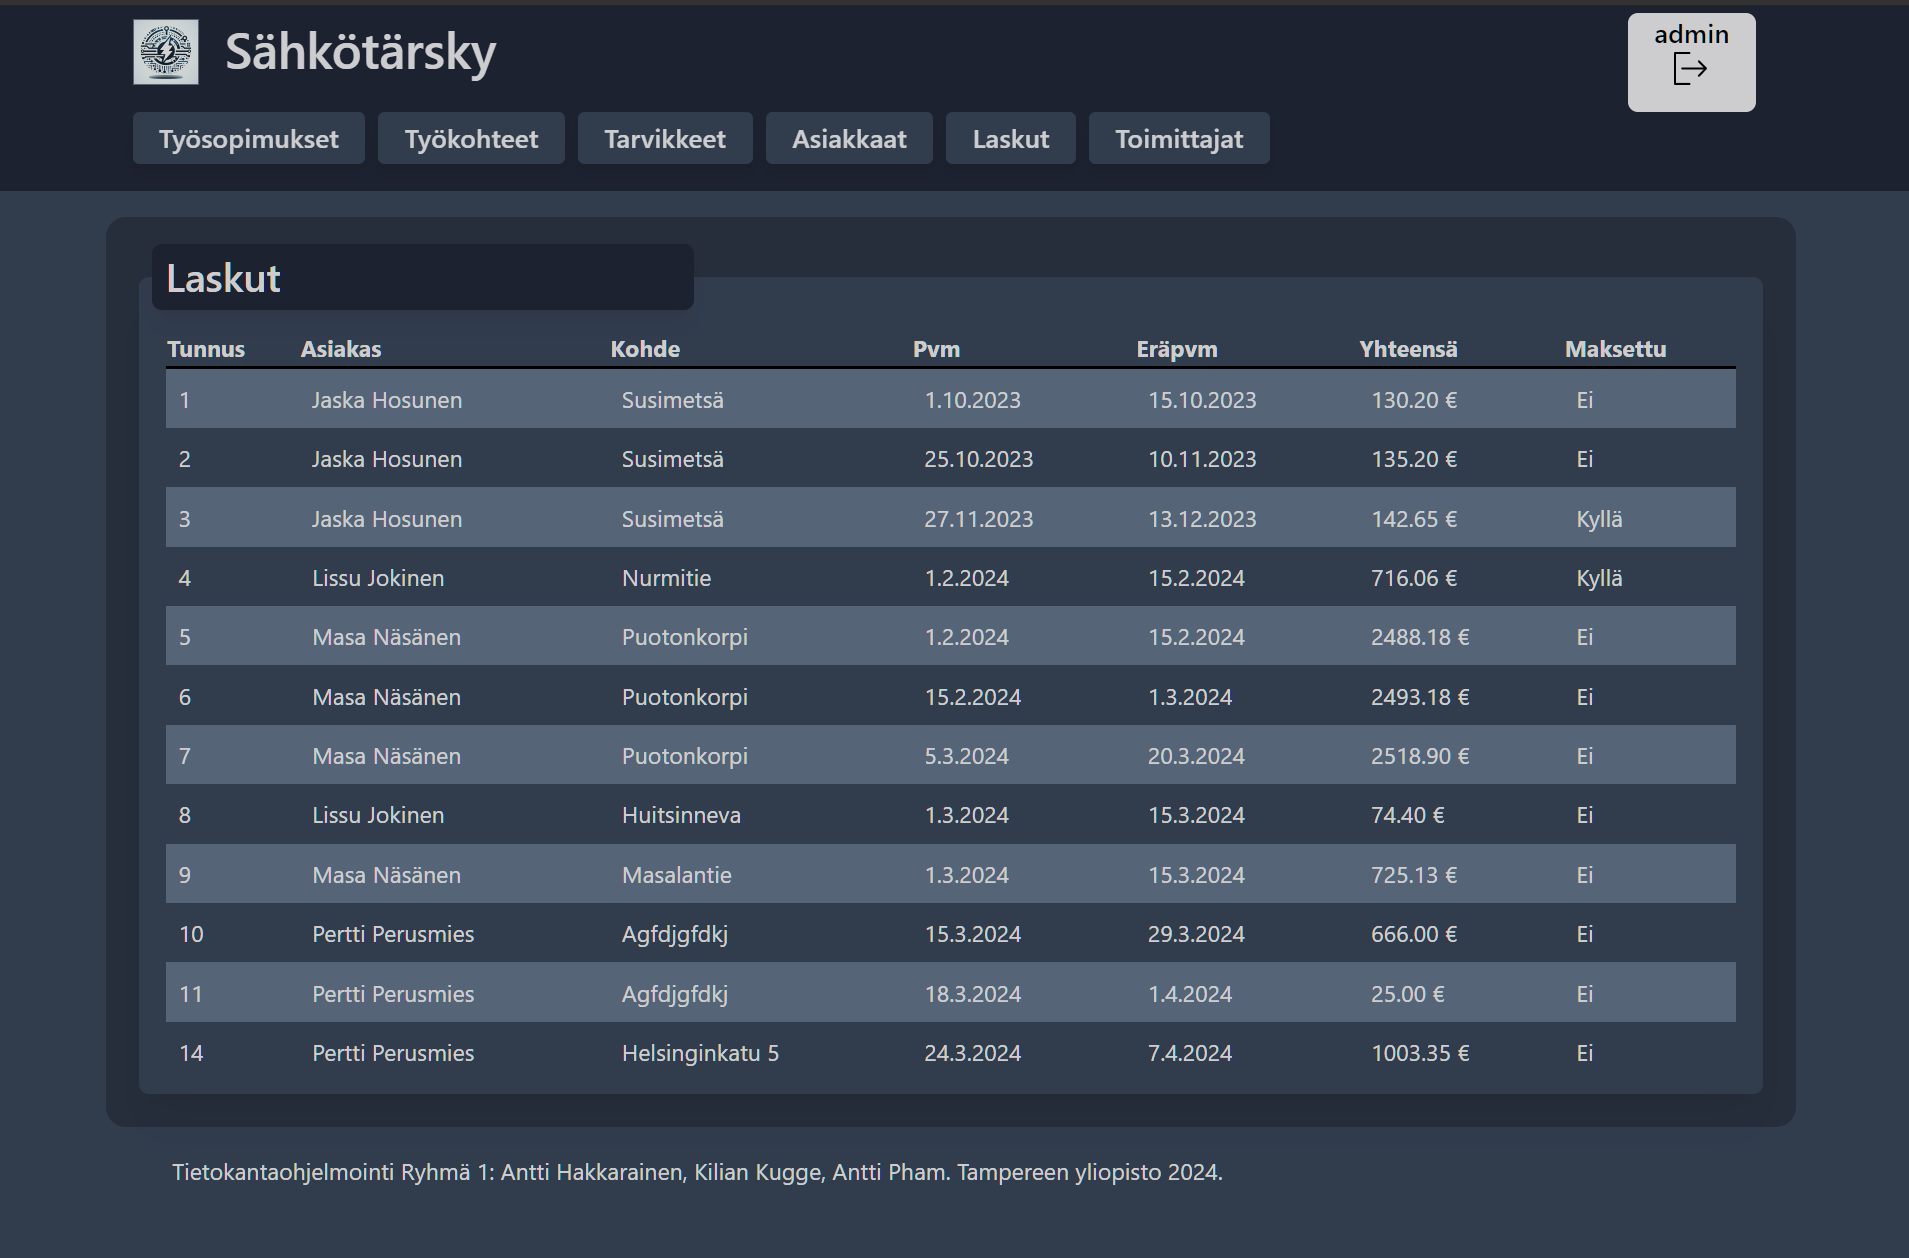 Sähkötärsky
admin
Työsopimukset Työkohteet Tarvikkeet Asiakkaat Laskut Toimittajat
Laskut
Tunnus Asiakas Kohde Pvm Eräpvm Yhteensä Maksettu
1 Jaska Hosunen Susimetsä 1.10.2023 15.10.2023 130.20 € Ei
2 Jaska Hosunen Susimetsä 25.10.2023 10.11.2023 135.20 € Ei
3 Jaska Hosunen Susimetsä 27.11.2023 13.12.2023 142.65 € Kyllä
4 Lissu Jokinen Nurmitie 1.2.2024 15.2.2024 716.06 € Kyllä
5 Masa Näsänen Puotonkorpi 1.2.2024 15.2.2024 2488.18 € Ei
6 Masa Näsänen Puotonkorpi 15.2.2024 1.3.2024 2493.18 € Ei
7 Masa Näsänen Puotonkorpi 5.3.2024 20.3.2024 2518.90 € Ei
8 Lissu Jokinen Huitsinneva 1.3.2024 15.3.2024 74.40 € Ei
9 Masa Näsänen Masalantie 1.3.2024 15.3.2024 725.13 € Ei
10 Pertti Perusmies Agfdjgfdkj 15.3.2024 29.3.2024 666.00 € Ei
11 Pertti Perusmies Agfdjgfdkj 18.3.2024 1.4.2024 25.00 € Ei
14 Pertti Perusmies Helsinginkatu 5 24.3.2024 7.4.2024 1003.35 € Ei
Tietokantaohjelmointi Ryhmä 1: Antti Hakkarainen, Kilian Kugge, Antti Pham. Tampereen yliopisto 2024.